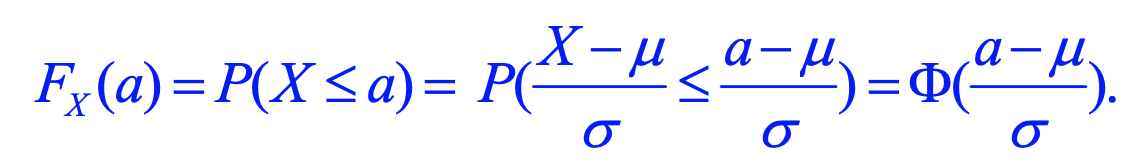 F_X(a) = P(X ≤ a) = P((X − μ)/σ ≤ (a − μ)/σ) = Φ((a − μ)/σ).